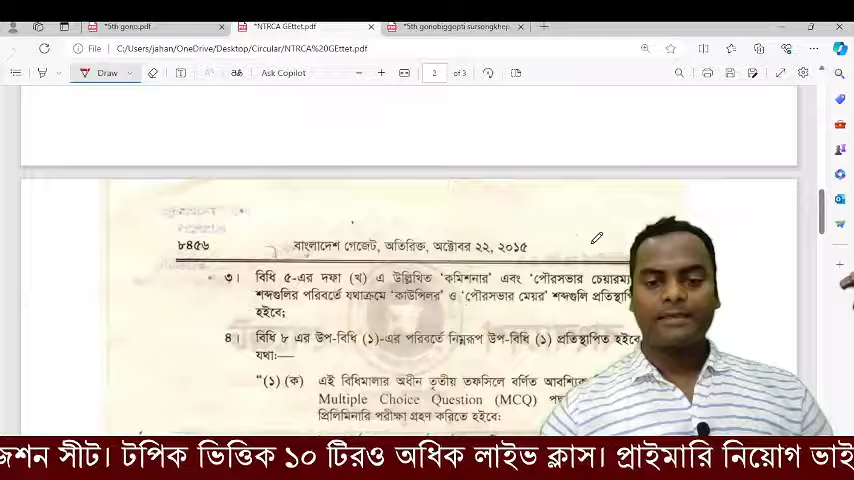 *5th gono.pdf
*NTRCA GEttet.pdf
*5th gonobiggopti sursongkhep
File
C:/Users/jahan/OneDrive/Desktop/Circular/NTRCA%20GEttet.pdf
Draw
Ask Copilot
2
of 3
৮৪৫৬
বাংলাদেশ গেজেট, অতিরিক্ত, অক্টোবর ২২, ২০১৫
৩। বিধি ৫-এর দফা (খ) এ উল্লিখিত ‘কমিশনার’ এবং ‘পৌরসভার
শব্দগুলির পরিবর্তে যথাক্রমে ‘কাউন্সিলর’ ও ‘পৌরসভার মেয়র’ শব্দগুলি
হইবে;
৪। বিধি ৮ এর উপ-বিধি (১)-এর পরিবর্তে নিম্নরূপ উপ-বিধি (১) প্রতিস্থাপিত হইবে
যথা:—
“(১) (ক) এই বিধিমালার অধীন তৃতীয় তফসিলে বর্ণিত
Multiple Choice Question (MCQ)
প্রিলিমিনারি পরীক্ষা গ্রহণ করিতে হইবে:
জশন সীট। টপিক ভিত্তিক ১০ টিরও অধিক লাইভ ক্লাস। প্রাইমারি নিয়োগ ভাই